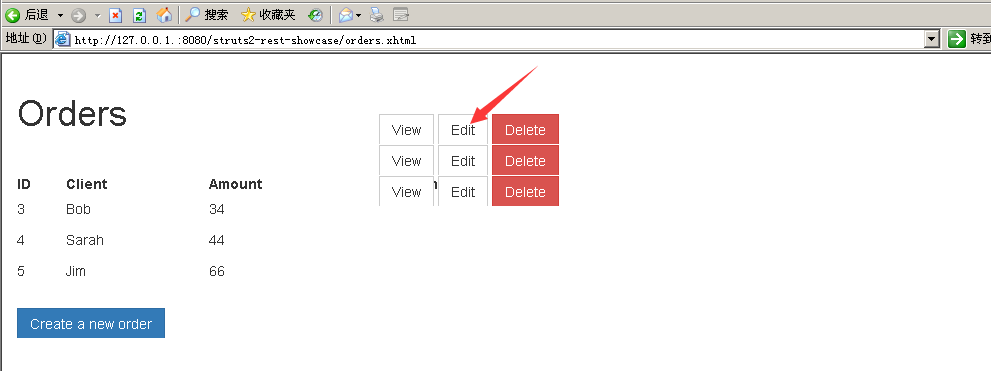 后退 搜索 收藏夹
地址(D) http://127.0.0.1.:8080/struts2-rest-showcase/orders.xhtml 转到
Orders
View Edit Delete
View Edit Delete
ID Client Amount
View Edit Delete
3 Bob 34
4 Sarah 44
5 Jim 66
Create a new order